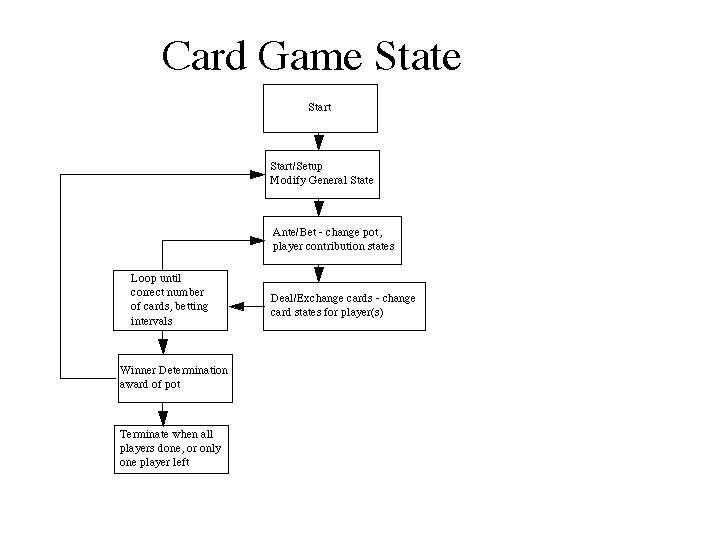 Card Game State
Start
Start/Setup
Modify General State
Ante/Bet - change pot,
player contribution states
Loop until
correct number
of cards, betting
intervals
Deal/Exchange cards - change
card states for player(s)
Winner Determination
award of pot
Terminate when all
players done, or only
one player left